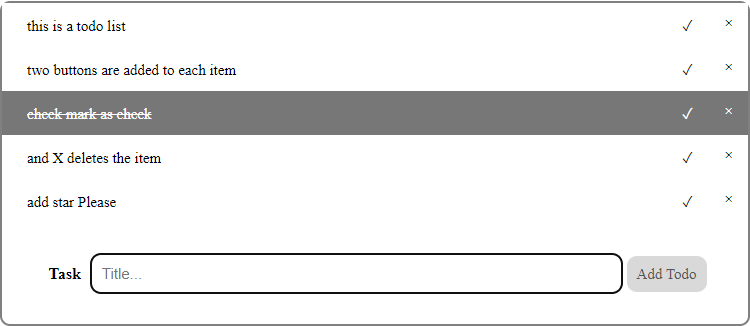 this is a todo list ✓ ×
two buttons are added to each item ✓ ×
check mark as check ✓ ×
and X deletes the item ✓ ×
add star Please ✓ ×
Task Title... Add Todo